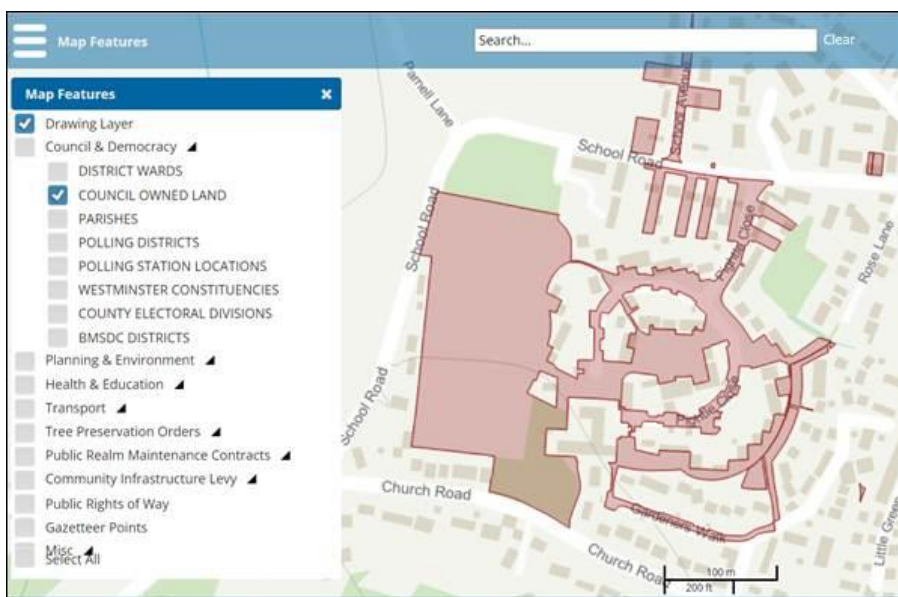 Map Features
Search...
Clear
Map Features
Drawing Layer
Council & Democracy
DISTRICT WARDS
COUNCIL OWNED LAND
PARISHES
POLLING DISTRICTS
POLLING STATION LOCATIONS
WESTMINSTER CONSTITUENCIES
COUNTY ELECTORAL DIVISIONS
BMSDC DISTRICTS
Planning & Environment
Health & Education
Transport
Tree Preservation Orders
Public Realm Maintenance Contracts
Community Infrastructure Levy
Public Rights of Way
Gazetteer Points
Misc
Select All
Parnell Lane
School Avenue
School Road
School Road
School Road
Rose Lane
Church Road
Gardeners Walk
Church Road
Little Green
100 m
200 ft